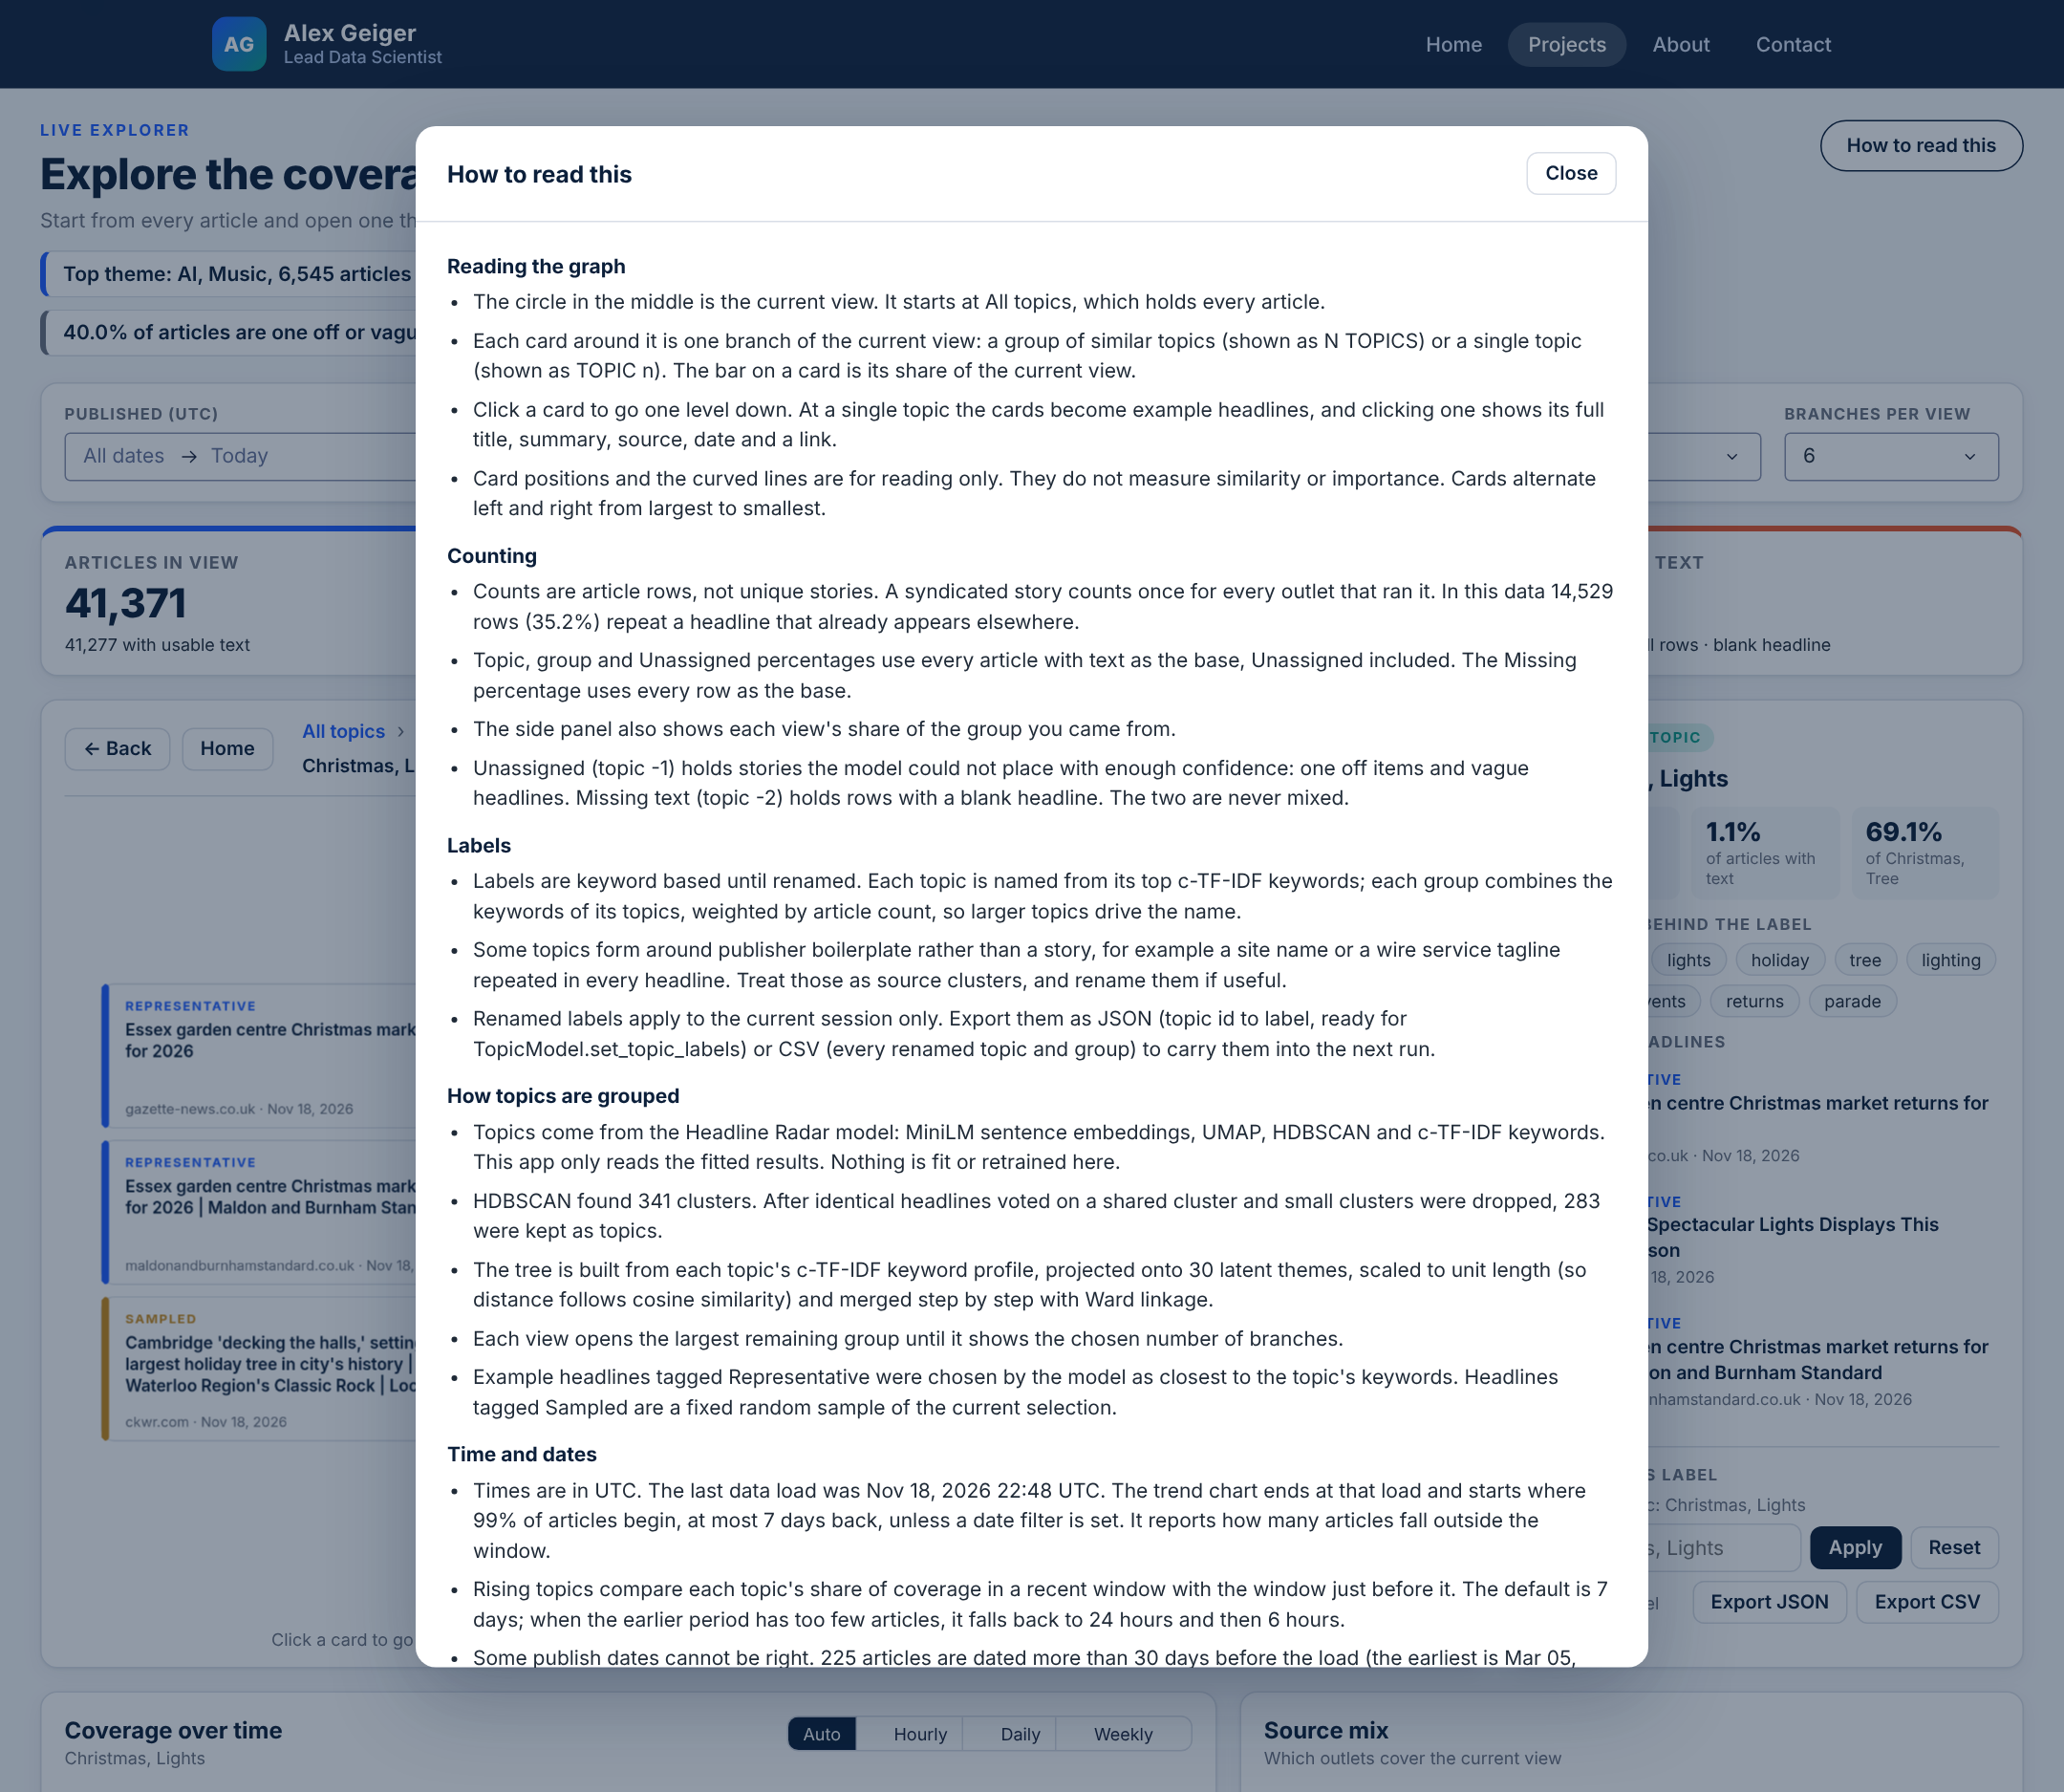 AG
Alex Geiger
Lead Data Scientist
Home
Projects
About
Contact
LIVE EXPLORER
Explore the
Start from every article and open one
How to read this
Top theme: AI, Music, 6,545 articles
40.0% of articles are one off or
PUBLISHED (UTC)
All dates → Today
BRANCHES PER VIEW
6
ARTICLES IN VIEW
41,371
41,277 with usable text
TEXT
rows · blank headline
← Back
Home
All topics ›
Christmas,
REPRESENTATIVE
Essex garden centre Christmas
for 2026
gazette-news.co.uk · Nov 18, 2026
REPRESENTATIVE
Essex garden centre Christmas
for 2026 | Maldon and Burnham
maldonandburnhamstandard.co.uk · Nov 18,
SAMPLED
Cambridge 'decking the halls,'
largest holiday tree in city's history |
Waterloo Region's Classic Rock |
ckwr.com · Nov 18, 2026
Click a card to go
How to read this
Close
Reading the graph
• The circle in the middle is the current view. It starts at All topics, which holds every article.
• Each card around it is one branch of the current view: a group of similar topics (shown as N TOPICS) or a single topic
(shown as TOPIC n). The bar on a card is its share of the current view.
• Click a card to go one level down. At a single topic the cards become example headlines, and clicking one shows its full
title, summary, source, date and a link.
• Card positions and the curved lines are for reading only. They do not measure similarity or importance. Cards alternate
left and right from largest to smallest.
Counting
• Counts are article rows, not unique stories. A syndicated story counts once for every outlet that ran it. In this data 14,529
rows (35.2%) repeat a headline that already appears elsewhere.
• Topic, group and Unassigned percentages use every article with text as the base, Unassigned included. The Missing
percentage uses every row as the base.
• The side panel also shows each view's share of the group you came from.
• Unassigned (topic -1) holds stories the model could not place with enough confidence: one off items and vague
headlines. Missing text (topic -2) holds rows with a blank headline. The two are never mixed.
Labels
• Labels are keyword based until renamed. Each topic is named from its top c-TF-IDF keywords; each group combines the
keywords of its topics, weighted by article count, so larger topics drive the name.
• Some topics form around publisher boilerplate rather than a story, for example a site name or a wire service tagline
repeated in every headline. Treat those as source clusters, and rename them if useful.
• Renamed labels apply to the current session only. Export them as JSON (topic id to label, ready for
TopicModel.set_topic_labels) or CSV (every renamed topic and group) to carry them into the next run.
How topics are grouped
• Topics come from the Headline Radar model: MiniLM sentence embeddings, UMAP, HDBSCAN and c-TF-IDF keywords.
This app only reads the fitted results. Nothing is fit or retrained here.
• HDBSCAN found 341 clusters. After identical headlines voted on a shared cluster and small clusters were dropped, 283
were kept as topics.
• The tree is built from each topic's c-TF-IDF keyword profile, projected onto 30 latent themes, scaled to unit length (so
distance follows cosine similarity) and merged step by step with Ward linkage.
• Each view opens the largest remaining group until it shows the chosen number of branches.
• Example headlines tagged Representative were chosen by the model as closest to the topic's keywords. Headlines
tagged Sampled are a fixed random sample of the current selection.
Time and dates
• Times are in UTC. The last data load was Nov 18, 2026 22:48 UTC. The trend chart ends at that load and starts where
99% of articles begin, at most 7 days back, unless a date filter is set. It reports how many articles fall outside the
window.
• Rising topics compare each topic's share of coverage in a recent window with the window just before it. The default is 7
days; when the earlier period has too few articles, it falls back to 24 hours and then 6 hours.
• Some publish dates cannot be right. 225 articles are dated more than 30 days before the load (the earliest is Mar 05,
TOPIC
, Lights
1.1%
of articles with
text
69.1%
of Christmas,
Tree
BEHIND THE LABEL
lights
holiday
tree
lighting
returns
parade
centre Christmas market returns for
· Nov 18, 2026
Spectacular Lights Displays This
18, 2026
centre Christmas market returns for
and Burnham Standard
· Nov 18, 2026
LABEL
: Christmas, Lights
, Lights
Apply
Reset
Export JSON
Export CSV
Coverage over time
Christmas, Lights
Auto
Hourly
Daily
Weekly
Source mix
Which outlets cover the current view